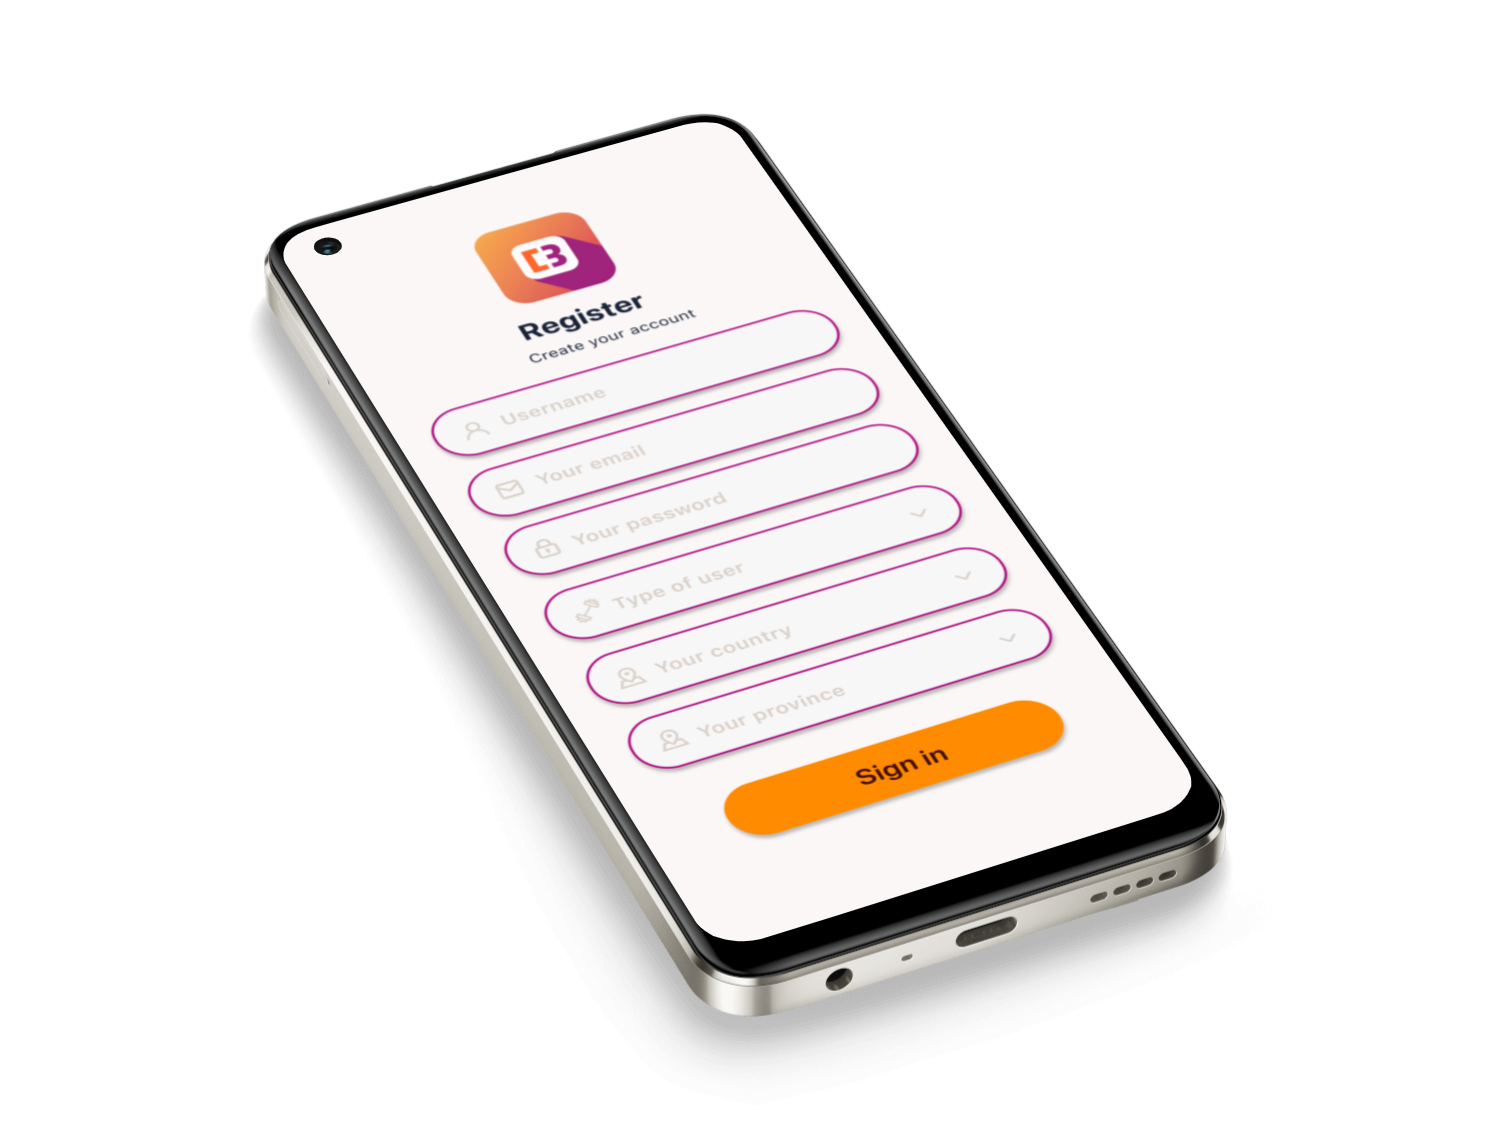 Register
Create your account
Username
Your email
Your password
Type of user
Your country
Your province
Sign in